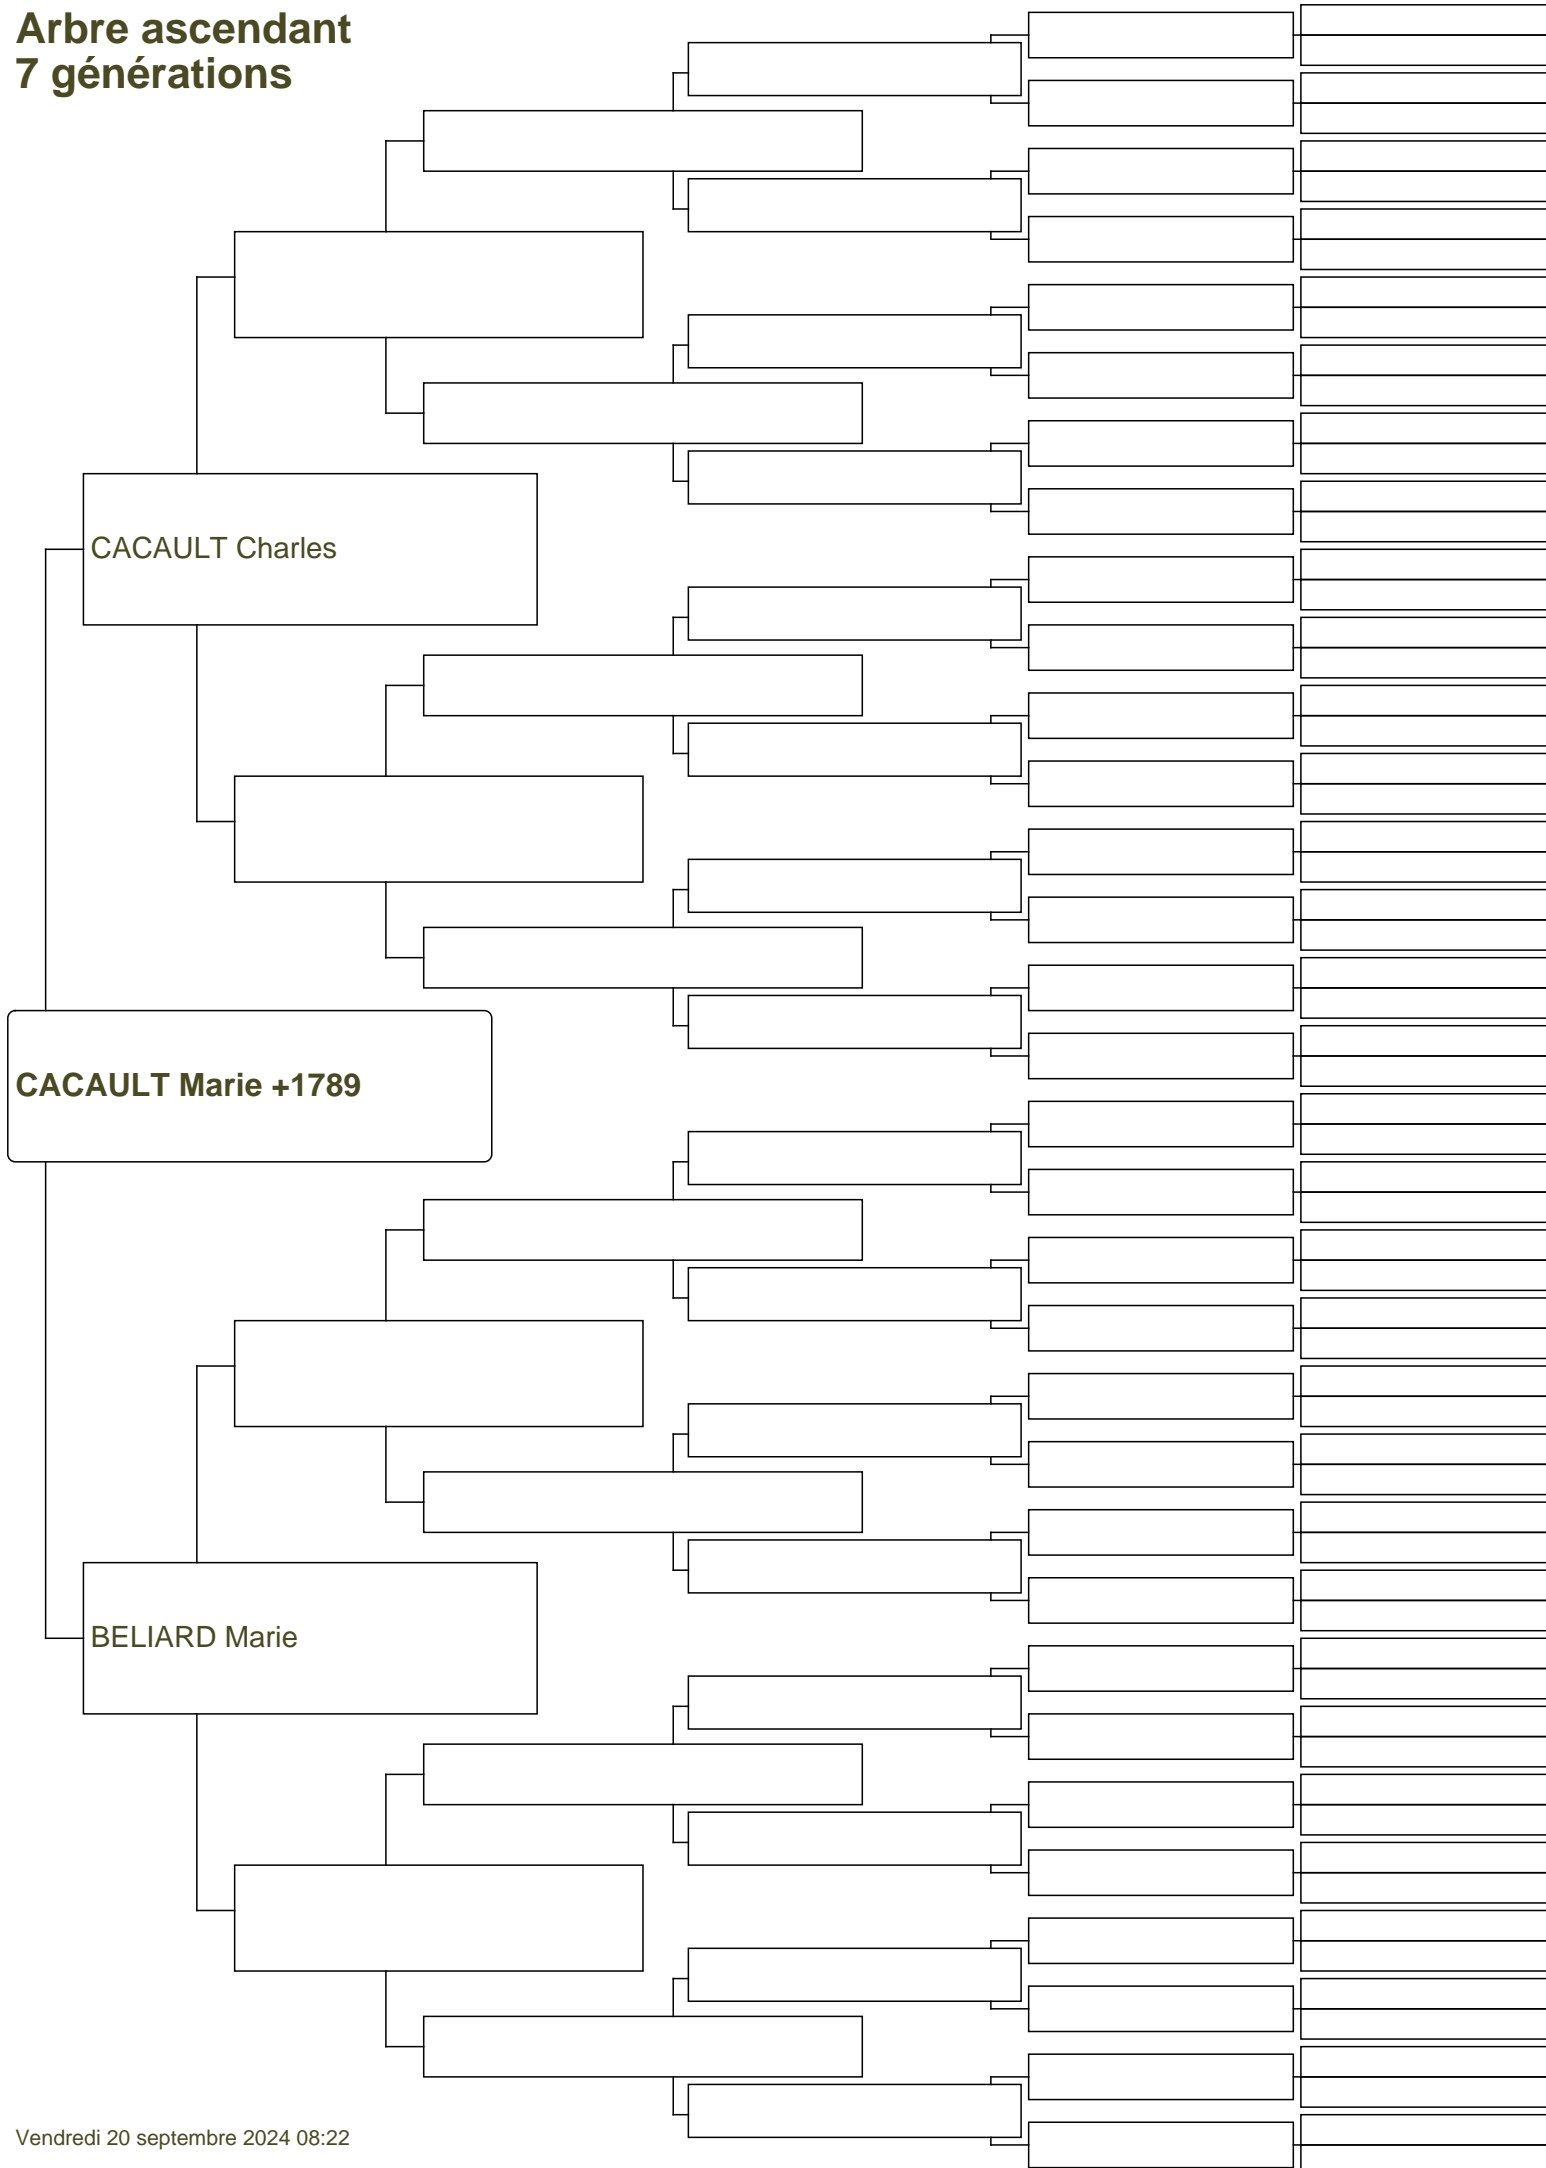 Arbre ascendant
7 générations
CACAULT Charles
CACAULT Marie +1789
BELIARD Marie
Vendredi 20 septembre 2024 08:22